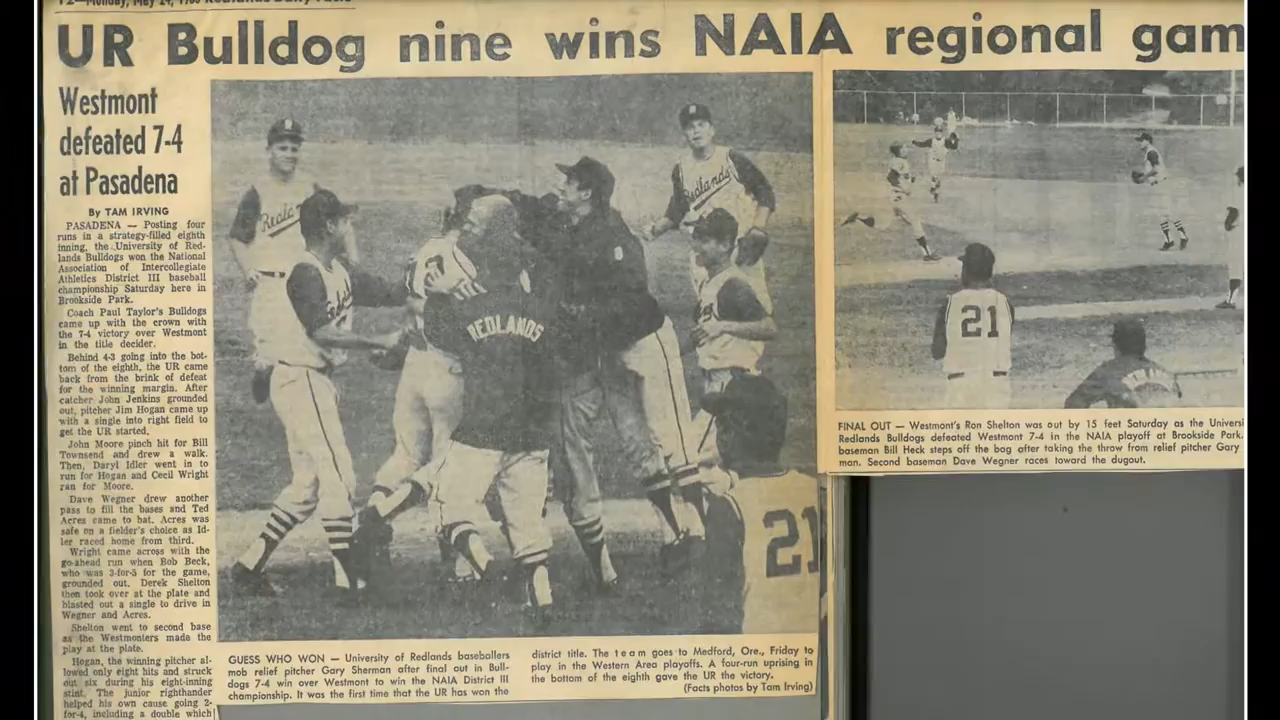 12—Monday, May 24, 1965 Redlands Daily Facts
UR Bulldog nine wins NAIA regional gam
Westmont
defeated 7-4
at Pasadena
By TAM IRVING
PASADENA — Posting four
runs in a strategy-filled eighth
inning, the University of Red-
lands Bulldogs won the National
Association of Intercollegiate
Athletics District III baseball
championship Saturday here in
Brookside Park.
Coach Paul Taylor's Bulldogs
came up with the crown with
the 7-4 victory over Westmont
in the title decider.
Behind 4-3 going into the bot-
tom of the eighth, the UR came
back from the brink of defeat
for the winning margin. After
catcher John Jenkins grounded
out, pitcher Jim Hogan came up
with a single into right field to
get the UR started.
John Moore pinch hit for Bill
Townsend and drew a walk.
Then, Daryl Idler went in to
run for Hogan and Cecil Wright
ran for Moore.
Dave Wegner drew another
pass to fill the bases and Ted
Acres came to bat. Acres was
safe on a fielder's choice as Id-
ler raced home from third.
Wright came across with the
go-ahead run when Bob Beck,
who was 3-for-5 for the game,
grounded out. Derek Shelton
then took over at the plate and
blasted out a single to drive in
Wegner and Acres.
Shelton went to second base
as the Westmonters made the
play at the plate.
Hogan, the winning pitcher al-
lowed only eight hits and struck
out six during his eight-inning
stint. The junior righthander
helped his own cause going 2-
for-4, including a double which
Redlands
REDLANDS
21
GUESS WHO WON — University of Redlands baseballers
mob relief pitcher Gary Sherman after final out in Bull-
dogs 7-4 win over Westmont to win the NAIA District III
championship. It was the first time that the UR has won the
district title. The team goes to Medford, Ore., Friday to
play in the Western Area playoffs. A four-run uprising in
the bottom of the eighth gave the UR the victory.
(Facts photos by Tam Irving)
21
FINAL OUT — Westmont's Ron Shelton was out by 15 feet Saturday as the Universi
Redlands Bulldogs defeated Westmont 7-4 in the NAIA playoff at Brookside Park.
baseman Bill Heck steps off the bag after taking the throw from relief pitcher Gary
man. Second baseman Dave Wegner races toward the dugout.